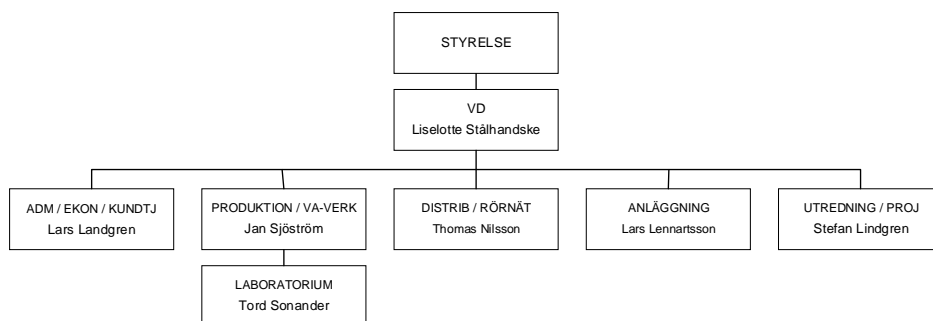 STYRELSE
VD
Liselotte Stålhandske
ADM / EKON / KUNDTJ
Lars Landgren
PRODUKTION / VA-VERK
Jan Sjöström
DISTRIB / RÖRNÄT
Thomas Nilsson
ANLÄGGNING
Lars Lennartsson
UTREDNING / PROJ
Stefan Lindgren
LABORATORIUM
Tord Sonander